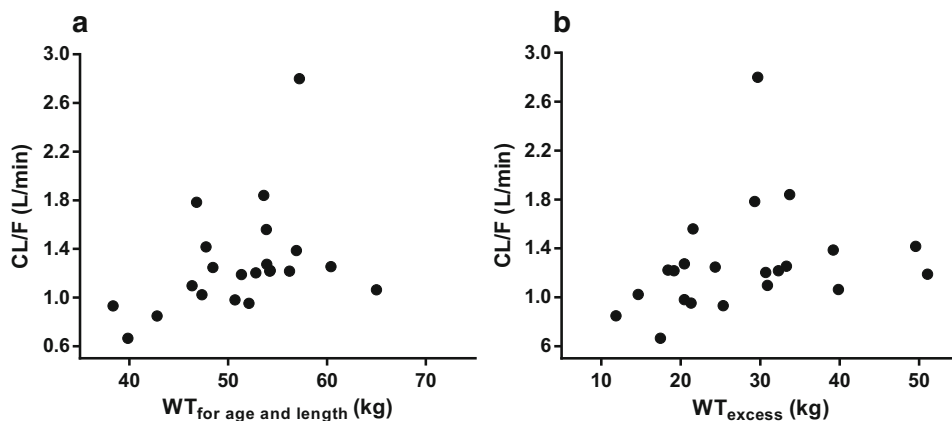 a
CL/F (L/min)
3.0
2.6
2.2
1.8
1.4
1.0
0.6
40 50 60 70
WTfor age and length (kg)
b
CL/F (L/min)
3.0
2.6
2.2
1.8
1.4
1.0
6
10 20 30 40 50
WTexcess (kg)